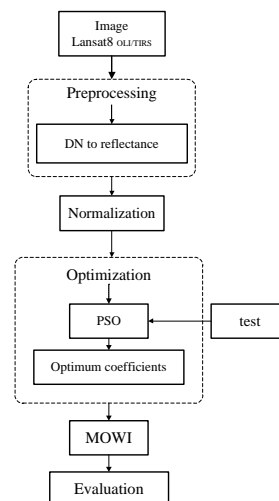 Image
Lansat8 OLI/TIRS
Preprocessing
DN to reflectance
Normalization
Optimization
PSO
test
Optimum coefficients
MOWI
Evaluation